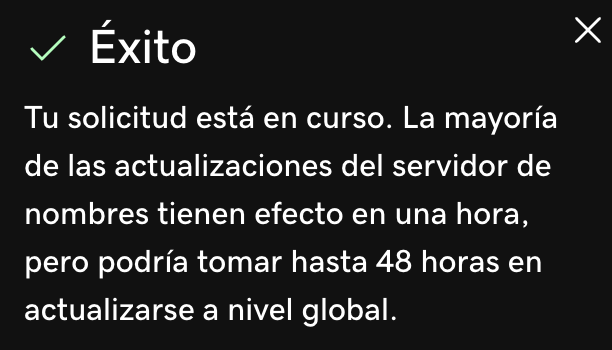 Éxito
Tu solicitud está en curso. La mayoría
de las actualizaciones del servidor de
nombres tienen efecto en una hora,
pero podría tomar hasta 48 horas en
actualizarse a nivel global.